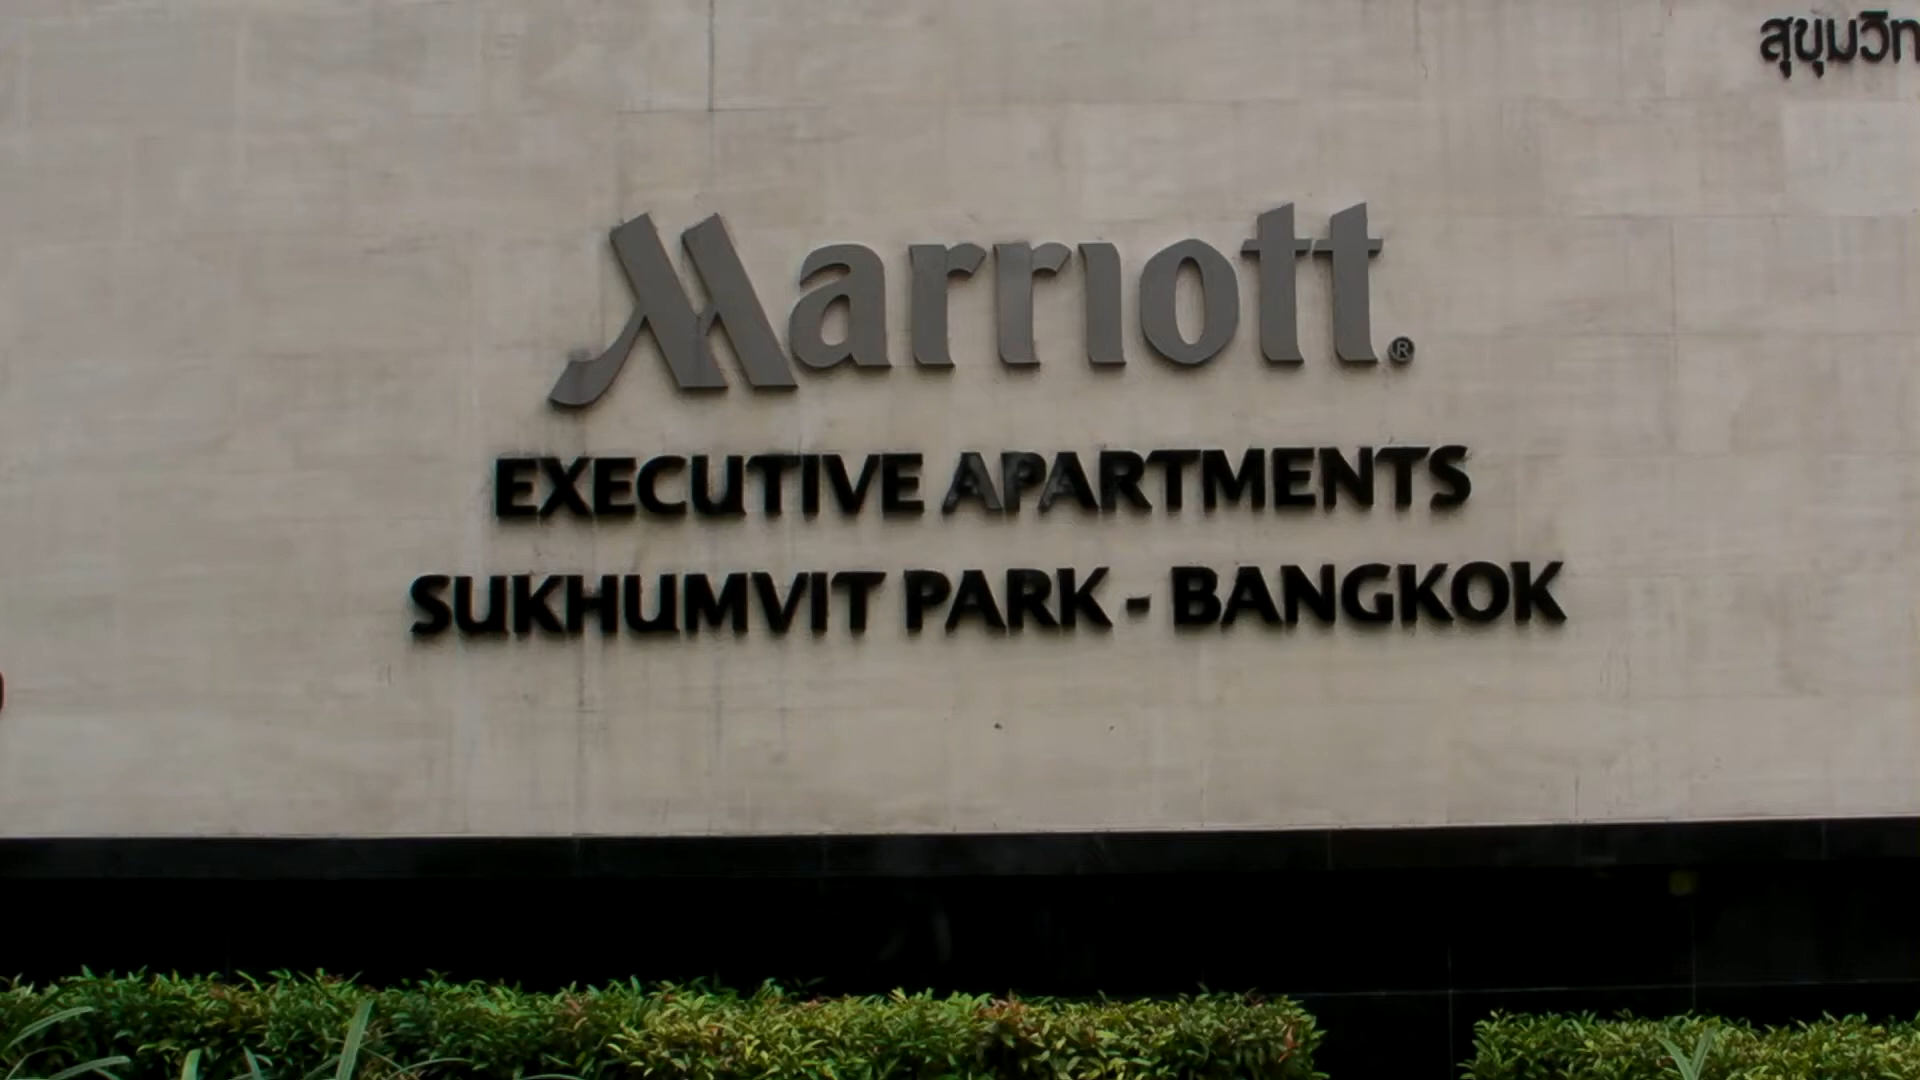 สุขุมวิท
Marriott®
EXECUTIVE APARTMENTS
SUKHUMVIT PARK - BANGKOK